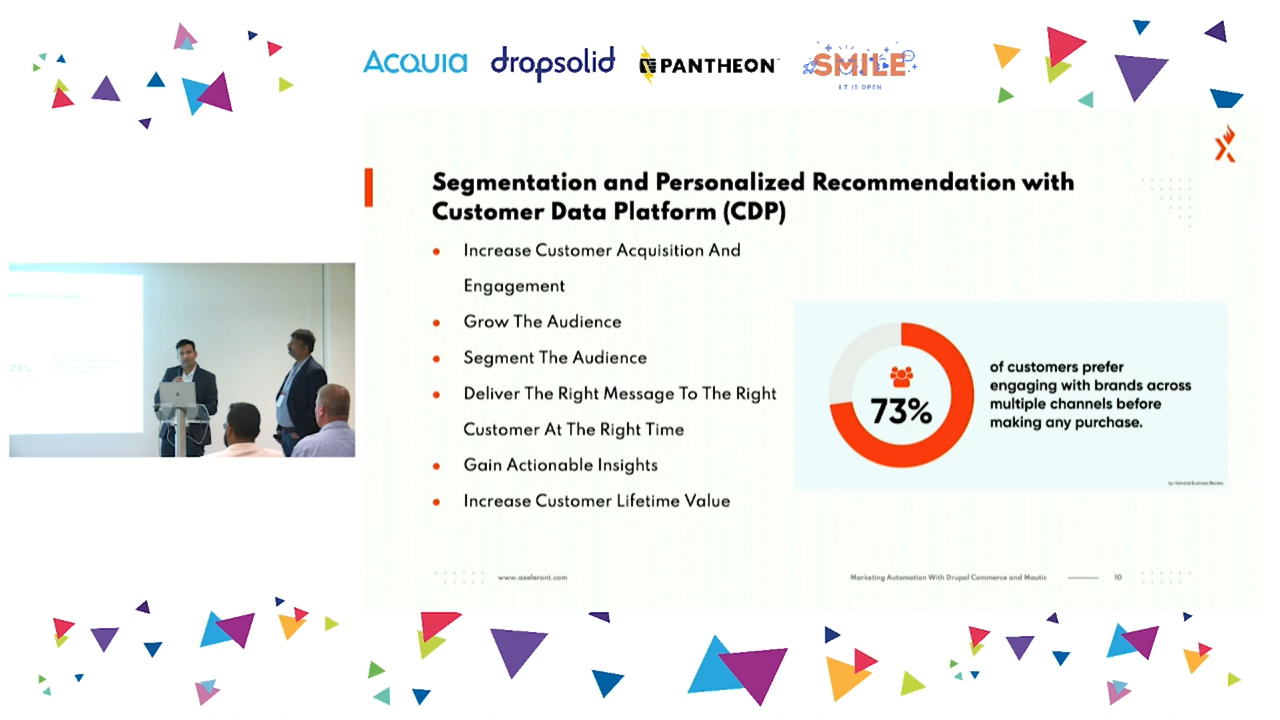 ACQUIA dropsolid PANTHEON SMILE
IT IS OPEN
Segmentation and Personalized Recommendation with
Customer Data Platform (CDP)
• Increase Customer Acquisition And
Engagement
• Grow The Audience
• Segment The Audience
• Deliver The Right Message To The Right
Customer At The Right Time
• Gain Actionable Insights
• Increase Customer Lifetime Value
73%
of customers prefer
engaging with brands across
multiple channels before
making any purchase.
by Harvard Business Review
www.axelerant.com
Marketing Automation With Drupal Commerce and Mautic
10
73%